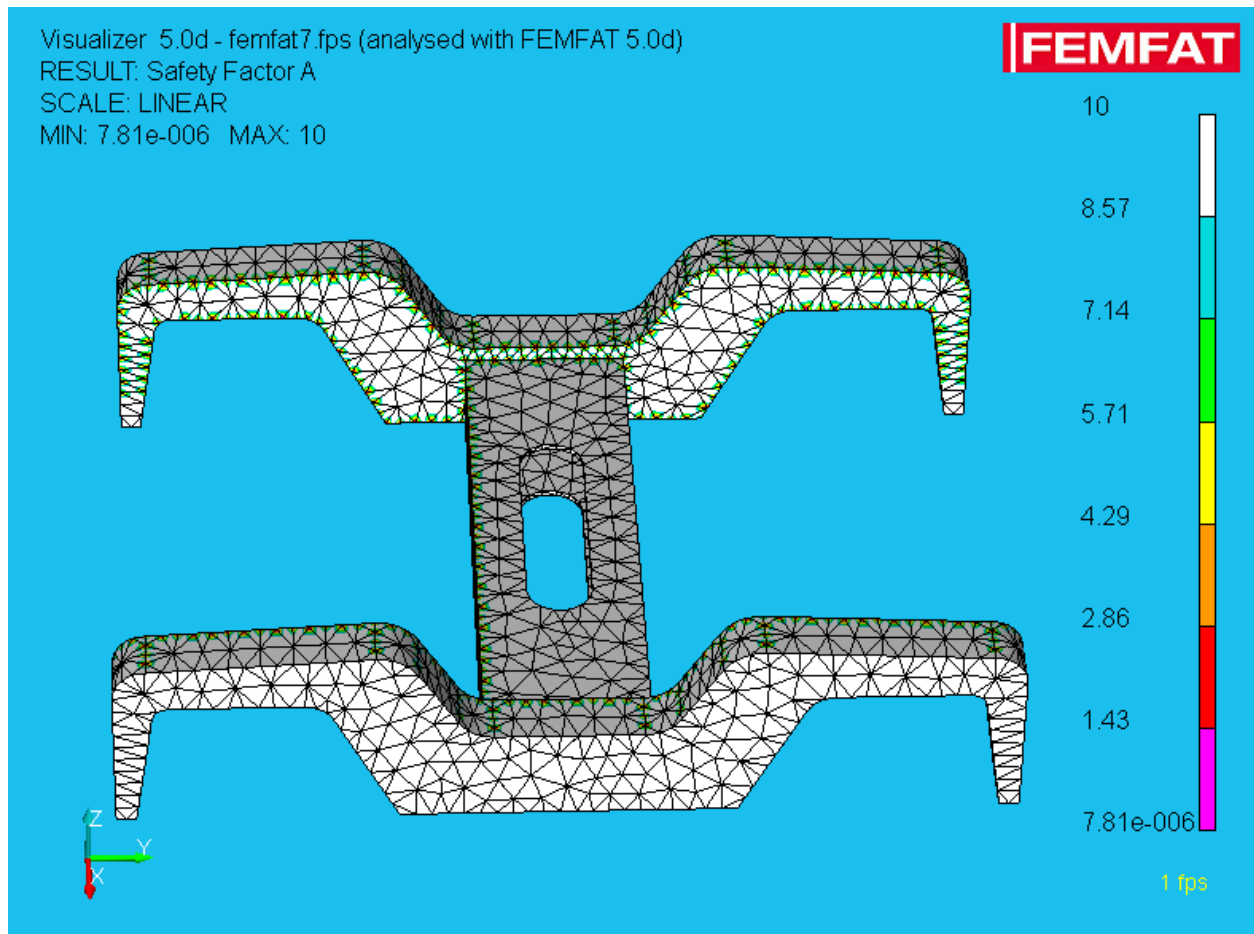 Visualizer 5.0d - femfat7.fps (analysed with FEMFAT 5.0d)
RESULT: Safety Factor A
SCALE: LINEAR
MIN: 7.81e-006 MAX: 10
FEMFAT
10
8.57
7.14
5.71
4.29
2.86
1.43
7.81e-006
Z
Y
X
1 fps